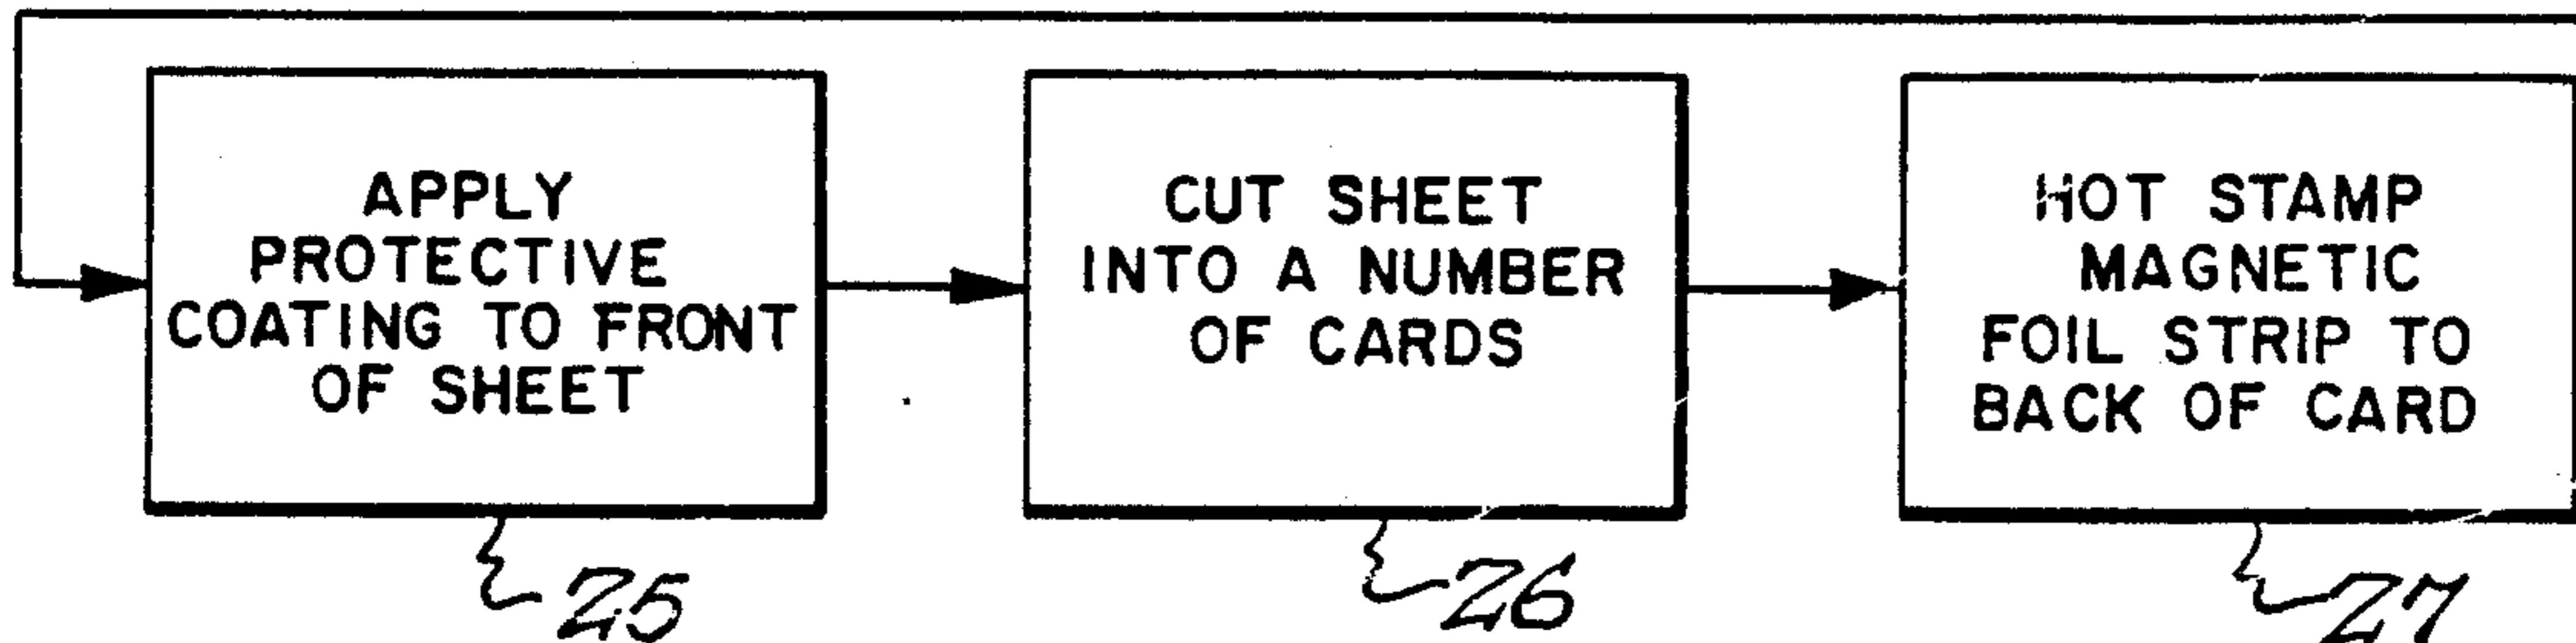 APPLY
PROTECTIVE
COATING TO FRONT
OF SHEET
25
CUT SHEET
INTO A NUMBER
OF CARDS
26
HOT STAMP
MAGNETIC
FOIL STRIP TO
BACK OF CARD
27